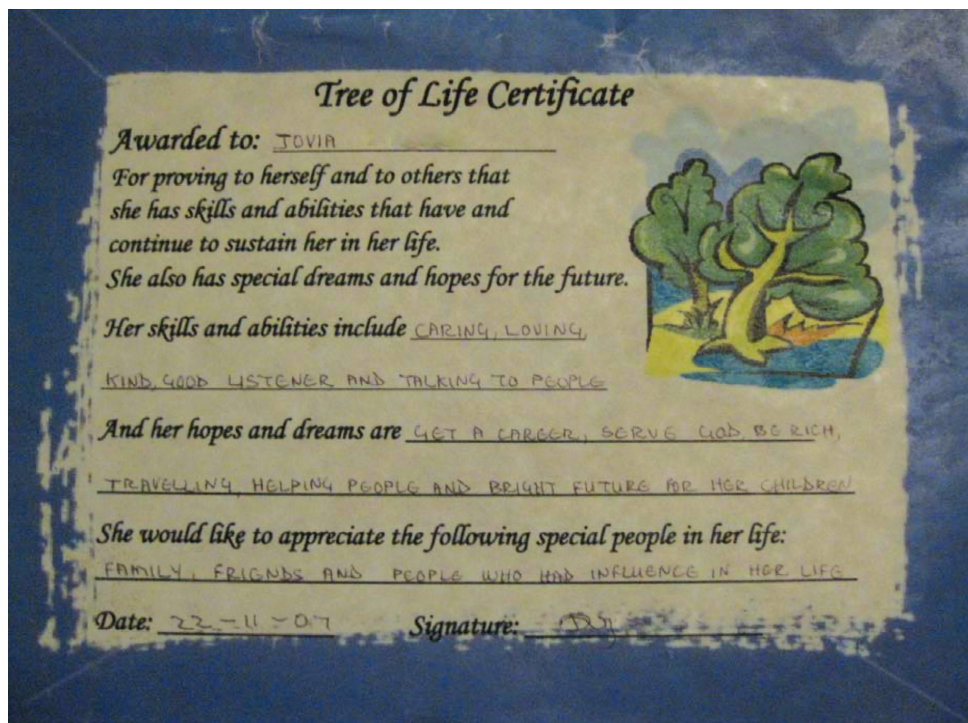 Tree of Life Certificate
Awarded to: JOVIA
For proving to herself and to others that
she has skills and abilities that have and
continue to sustain her in her life.
She also has special dreams and hopes for the future.
Her skills and abilities include CARING, LOVING,
KIND, GOOD LISTENER AND TALKING TO PEOPLE
And her hopes and dreams are GET A CAREER, SERVE GOD, BE RICH,
TRAVELLING, HELPING PEOPLE AND BRIGHT FUTURE FOR HER CHILDREN
She would like to appreciate the following special people in her life:
FAMILY, FRIENDS AND PEOPLE WHO HAD INFLUENCE IN HER LIFE
Date: 22-11-07 Signature: